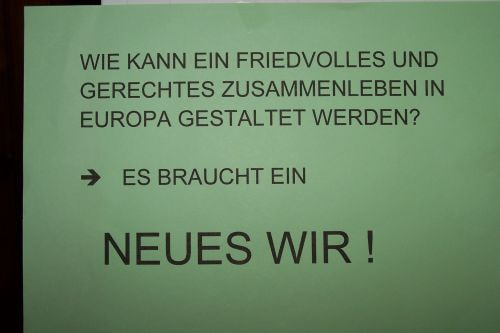 WIE KANN EIN FRIEDVOLLES UND
GERECHTES ZUSAMMENLEBEN IN
EUROPA GESTALTET WERDEN?
➔ ES BRAUCHT EIN
NEUES WIR !